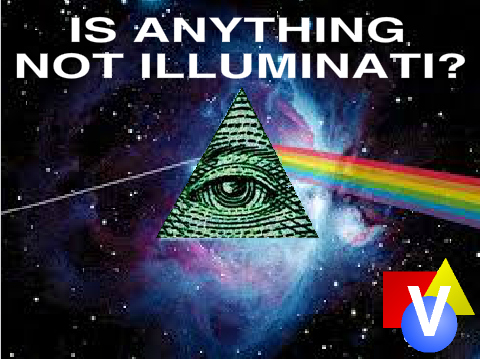 IS ANYTHING
NOT ILLUMINATI?
V